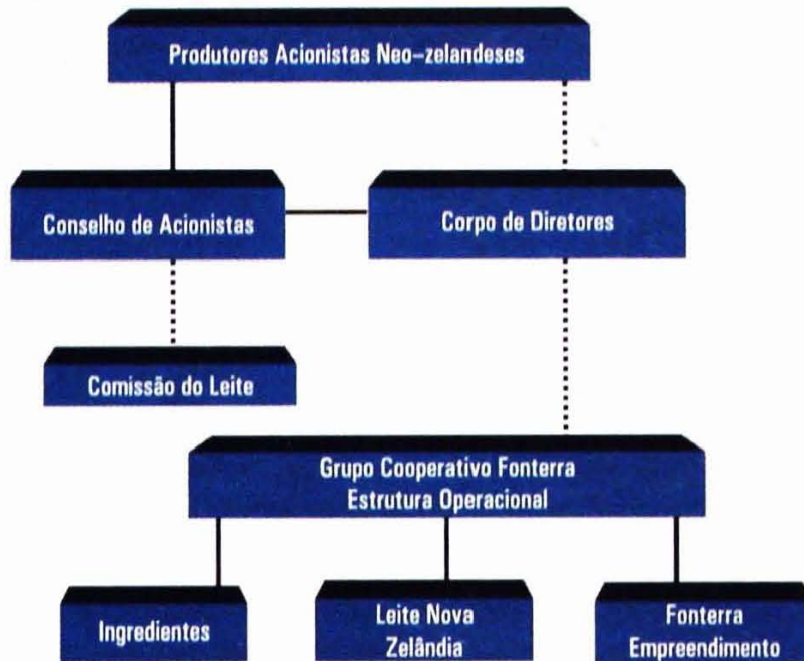 Produtores Acionistas Neo-zelandeses
Conselho de Acionistas
Corpo de Diretores
Comissão do Leite
Grupo Cooperativo Fonterra
Estrutura Operacional
Ingredientes
Leite Nova
Zelândia
Fonterra
Empreendimento